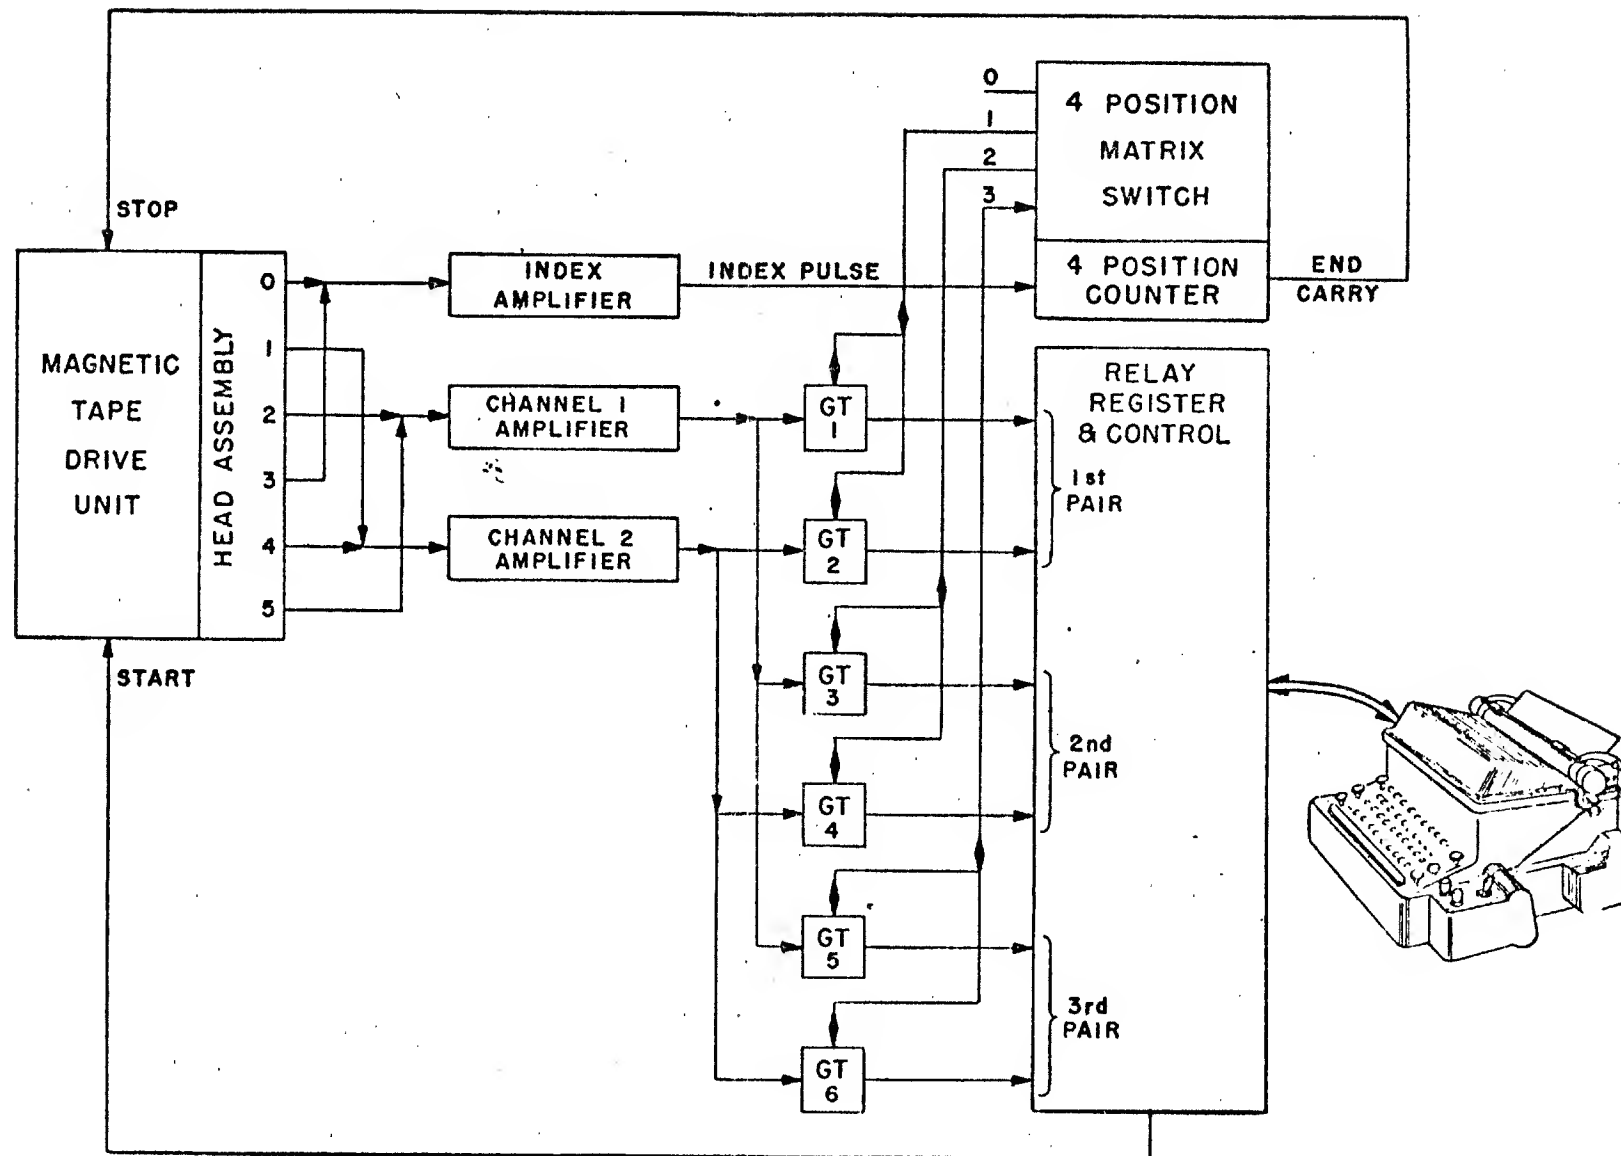 0
1
2
3
4 POSITION
MATRIX
SWITCH
4 POSITION
COUNTER
END
CARRY
STOP
START
MAGNETIC
TAPE
DRIVE
UNIT
HEAD ASSEMBLY
0
1
2
3
4
5
INDEX
AMPLIFIER
INDEX PULSE
CHANNEL 1
AMPLIFIER
CHANNEL 2
AMPLIFIER
GT
1
GT
2
GT
3
GT
4
GT
5
GT
6
RELAY
REGISTER
& CONTROL
1st
PAIR
2nd
PAIR
3rd
PAIR